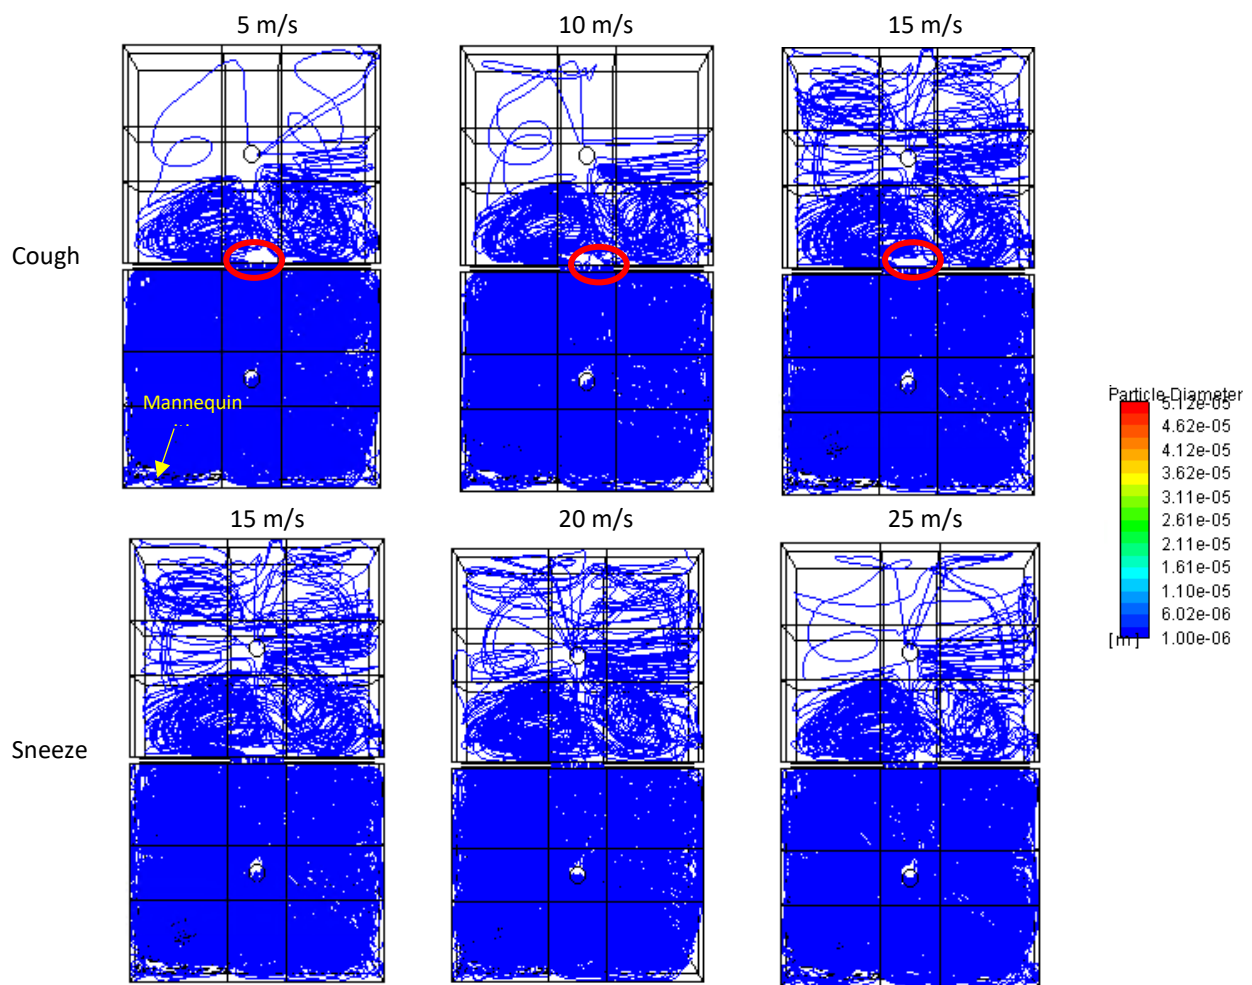 5 m/s
10 m/s
15 m/s
Cough
Mannequin
Particle Diameter
5.12e-05
4.62e-05
4.12e-05
3.62e-05
3.11e-05
2.61e-05
2.11e-05
1.61e-05
1.10e-05
6.02e-06
1.00e-06
[m]
15 m/s
20 m/s
25 m/s
Sneeze